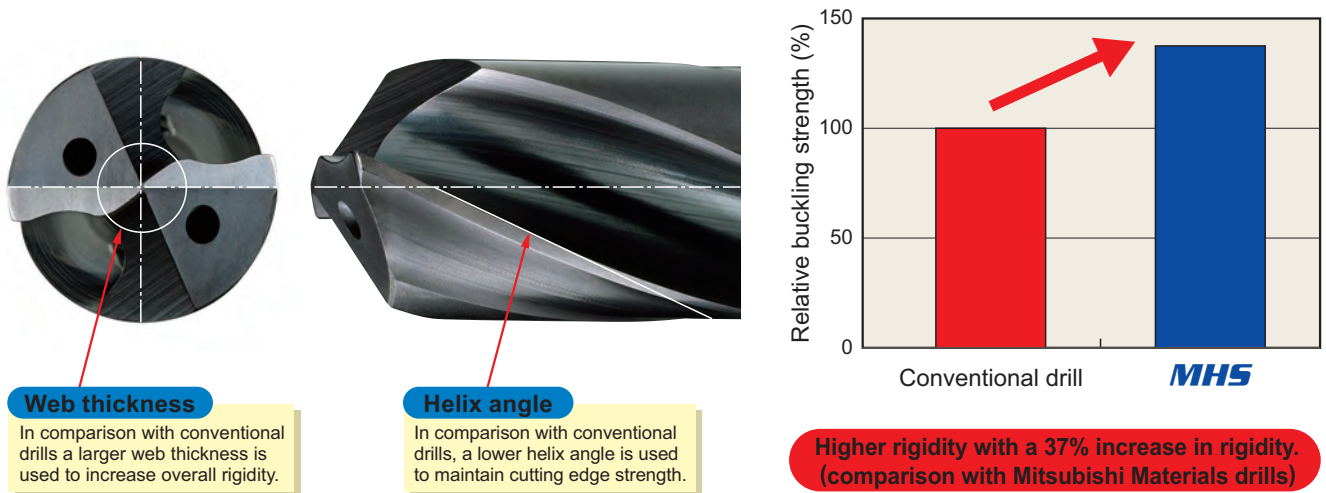 Web thickness
In comparison with conventional
drills a larger web thickness is
used to increase overall rigidity.
Helix angle
In comparison with conventional
drills, a lower helix angle is used
to maintain cutting edge strength.
Relative buckling strength (%)
150
100
50
0
Conventional drill
MHS
Higher rigidity with a 37% increase in rigidity.
(comparison with Mitsubishi Materials drills)